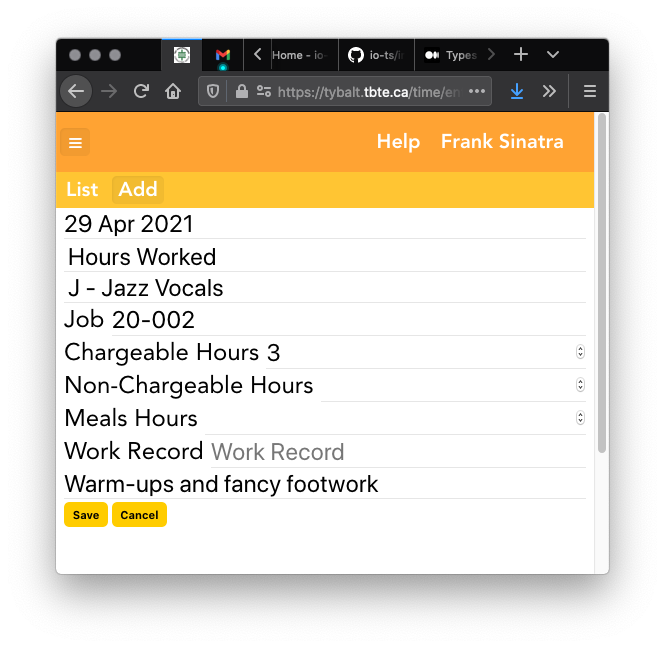 Home - io-
io-ts/i
Types
https://tybalt.tbte.ca/time/en
Help Frank Sinatra
List Add
29 Apr 2021
Hours Worked
J - Jazz Vocals
Job 20-002
Chargeable Hours 3
Non-Chargeable Hours
Meals Hours
Work Record Work Record
Warm-ups and fancy footwork
Save Cancel